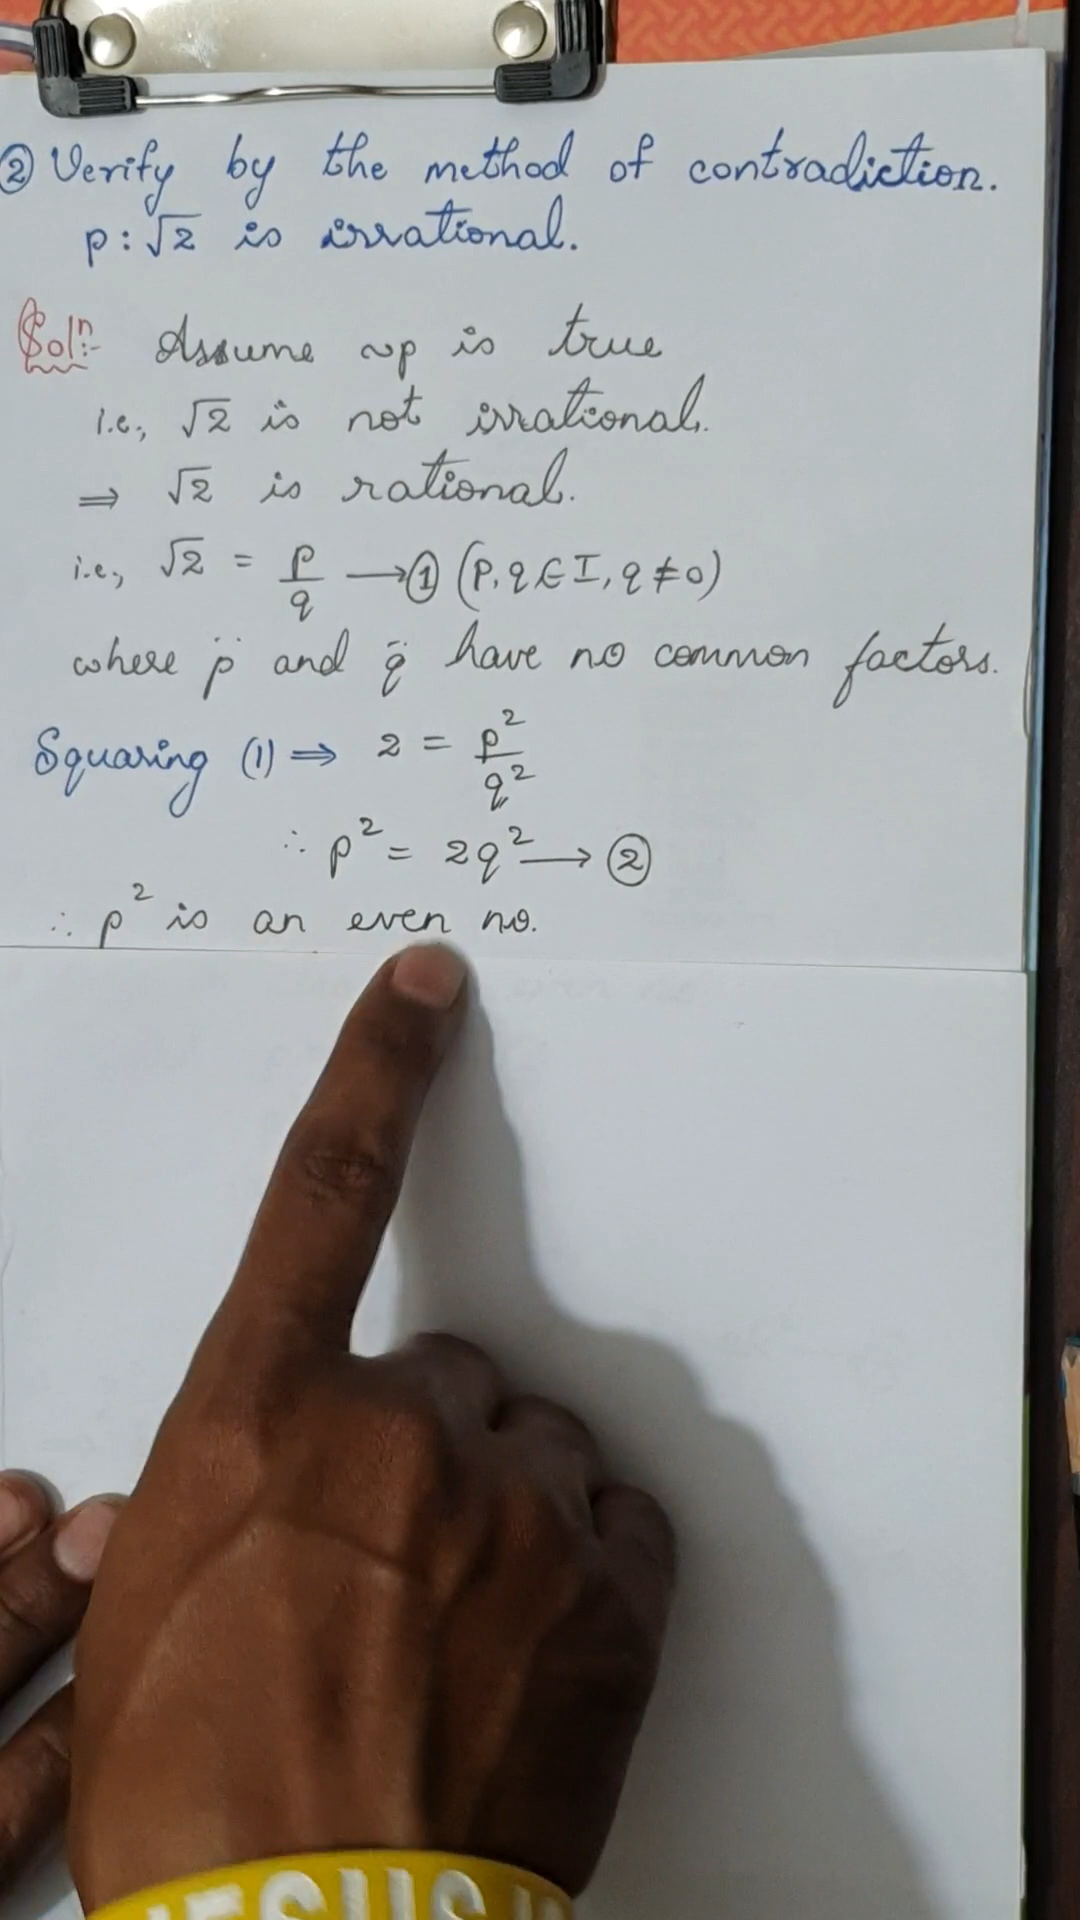 ② Verify by the method of contradiction.
p : √2 is irrational.
Solⁿ:- Assume ~p is true
i.e., √2 is not irrational.
⇒ √2 is rational.
i.e., √2 = p/q ⟶ ① (p, q ∈ I, q ≠ 0)
where p and q have no common factors.
Squaring (1) ⇒ 2 = p²/q²
∴ p² = 2q² ⟶ ②
∴ p² is an even no.
JESUS